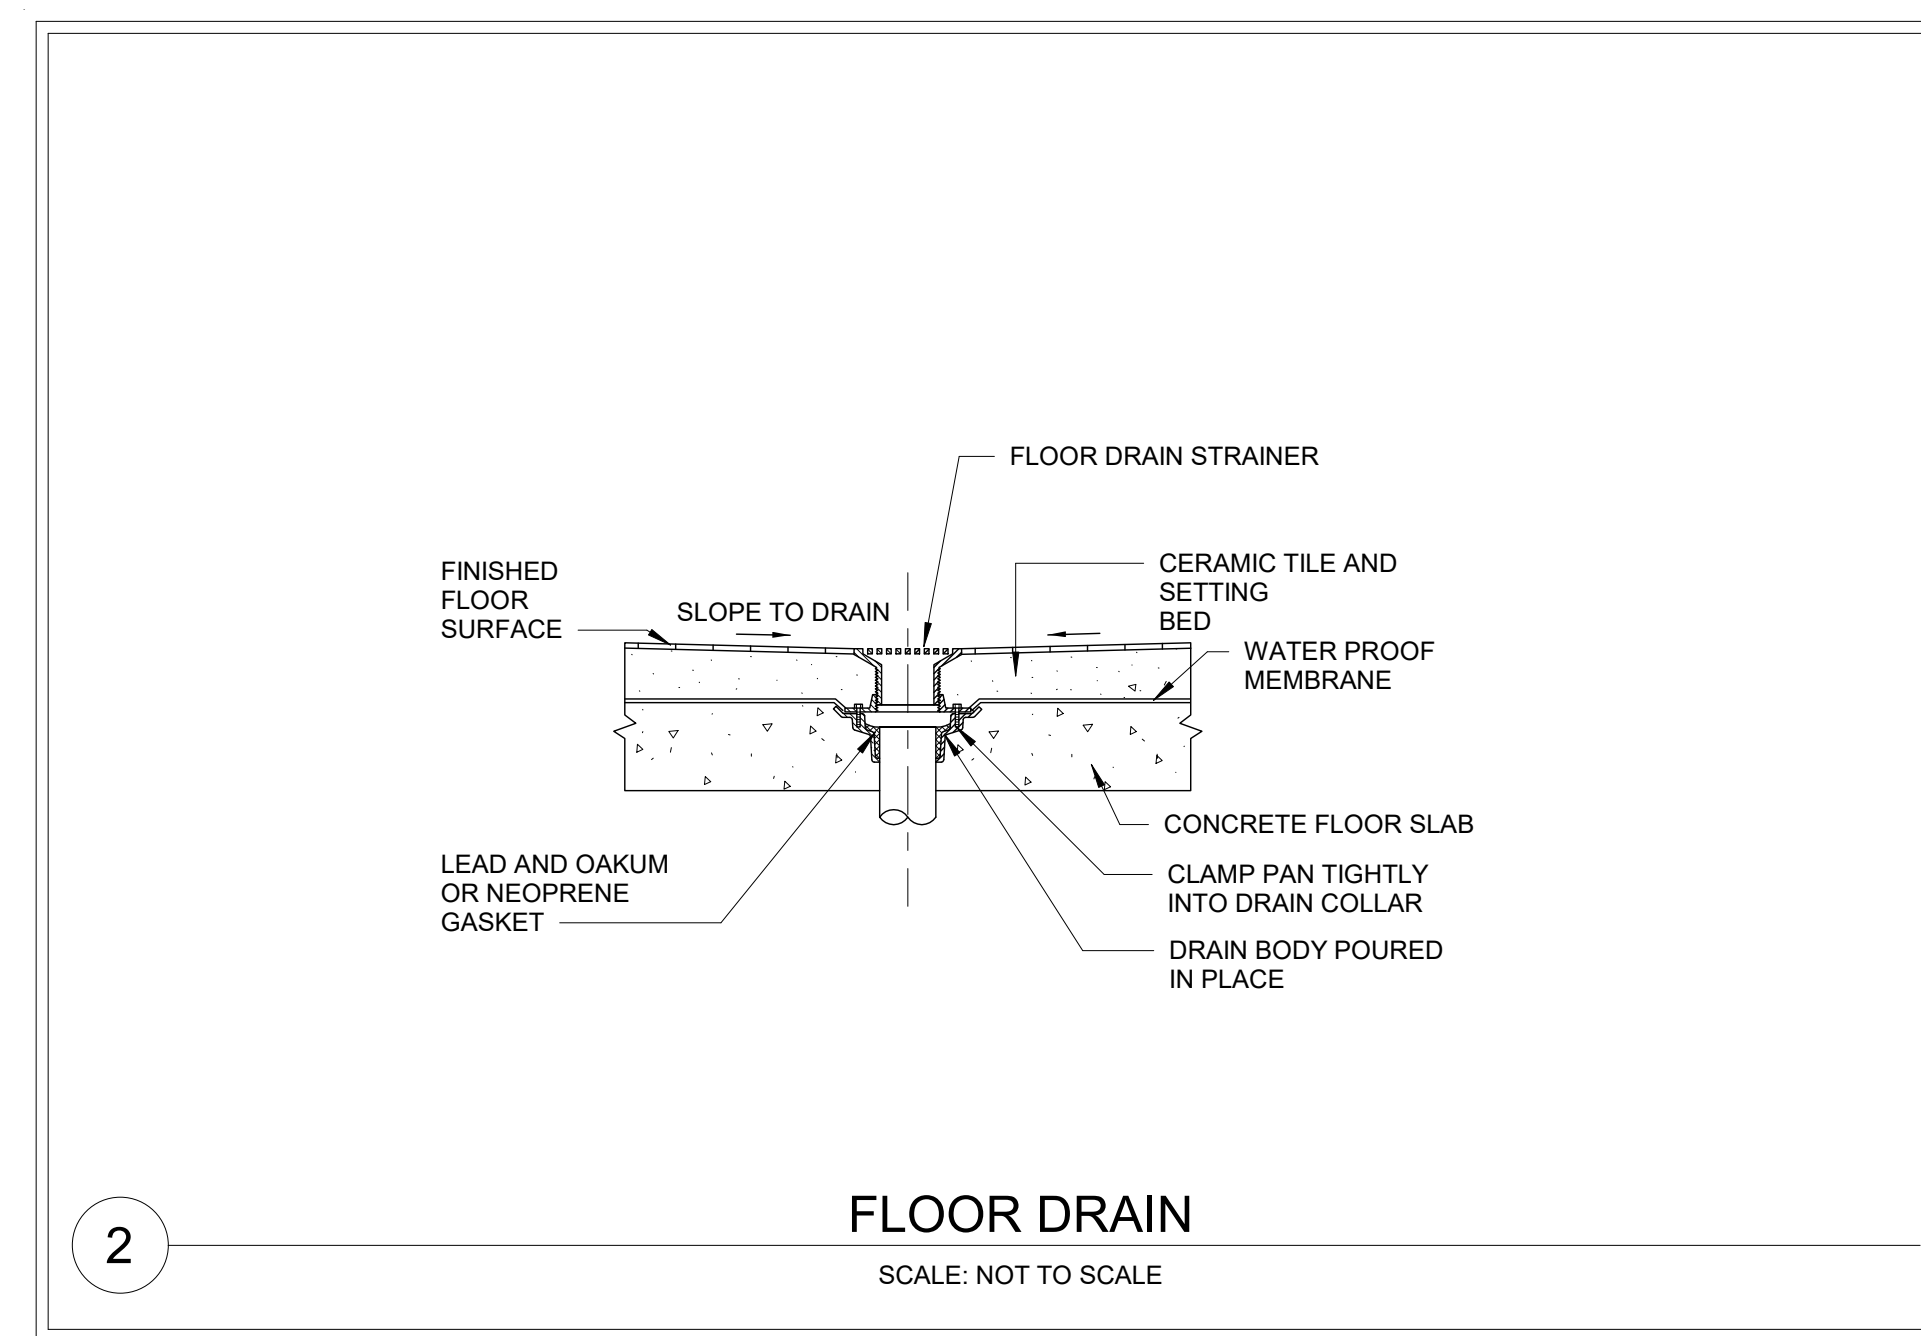 FLOOR DRAIN STRAINER
FINISHED
FLOOR
SURFACE
SLOPE TO DRAIN
CERAMIC TILE AND
SETTING
BED
WATER PROOF
MEMBRANE
CONCRETE FLOOR SLAB
LEAD AND OAKUM
OR NEOPRENE
GASKET
CLAMP PAN TIGHTLY
INTO DRAIN COLLAR
DRAIN BODY POURED
IN PLACE
2
FLOOR DRAIN
SCALE: NOT TO SCALE